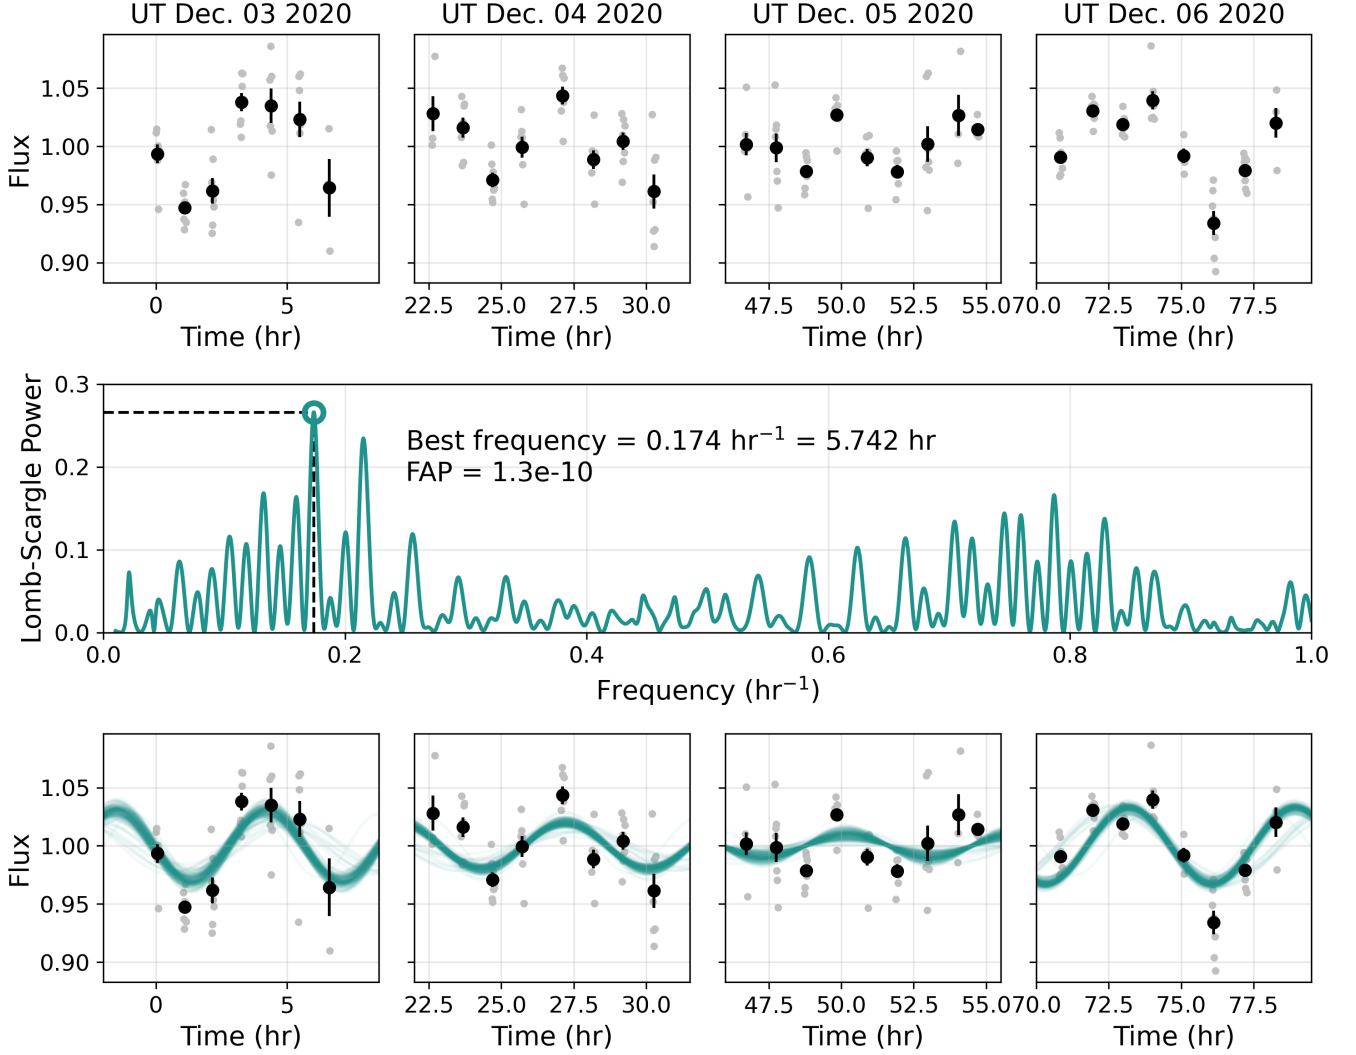 UT Dec. 03 2020 UT Dec. 04 2020 UT Dec. 05 2020 UT Dec. 06 2020
1.05
1.00
0.95
0.90
Flux
0 5 22.5 25.0 27.5 30.0 47.5 50.0 52.5 55.0 70.0 72.5 75.0 77.5
Time (hr) Time (hr) Time (hr) Time (hr)
0.3
0.2
0.1
0.0
Lomb-Scargle Power
Best frequency = 0.174 hr⁻¹ = 5.742 hr
FAP = 1.3e-10
0.0 0.2 0.4 0.6 0.8 1.0
Frequency (hr⁻¹)
1.05
1.00
0.95
0.90
Flux
0 5 22.5 25.0 27.5 30.0 47.5 50.0 52.5 55.0 70.0 72.5 75.0 77.5
Time (hr) Time (hr) Time (hr) Time (hr)